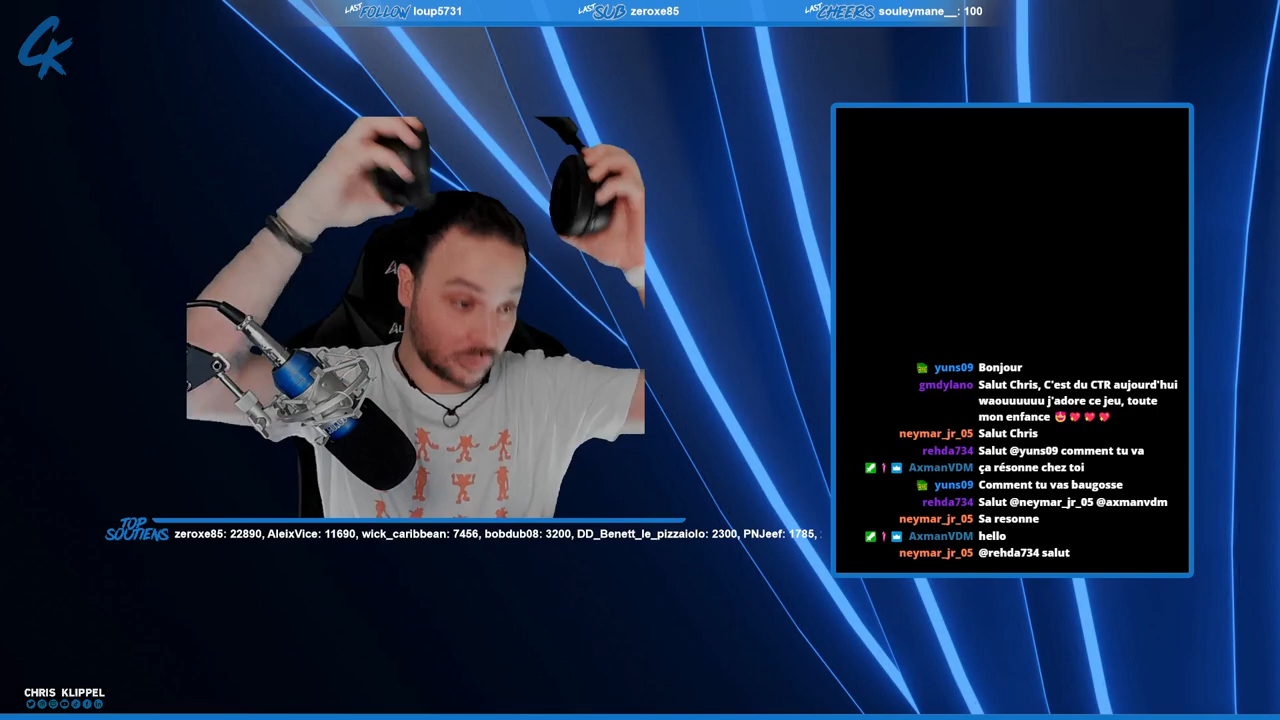 LAST FOLLOW loup5731
LAST SUB zeroxe85
LAST CHEERS souleymane__: 100
CK
yuns09 Bonjour
gmdylano Salut Chris, C'est du CTR aujourd'hui
waouuuuuu j'adore ce jeu, toute
mon enfance
neymar_jr_05 Salut Chris
rehda734 Salut @yuns09 comment tu va
AxmanVDM ça résonne chez toi
yuns09 Comment tu vas baugosse
rehda734 Salut @neymar_jr_05 @axmanvdm
neymar_jr_05 Sa resonne
AxmanVDM hello
neymar_jr_05 @rehda734 salut
TOP
SOUTIENS zeroxe85: 22890, AleixVice: 11690, wick_caribbean: 7456, bobdub08: 3200, DD_Benett_le_pizzaiolo: 2300, PNJeef: 1785,
CHRIS KLIPPEL